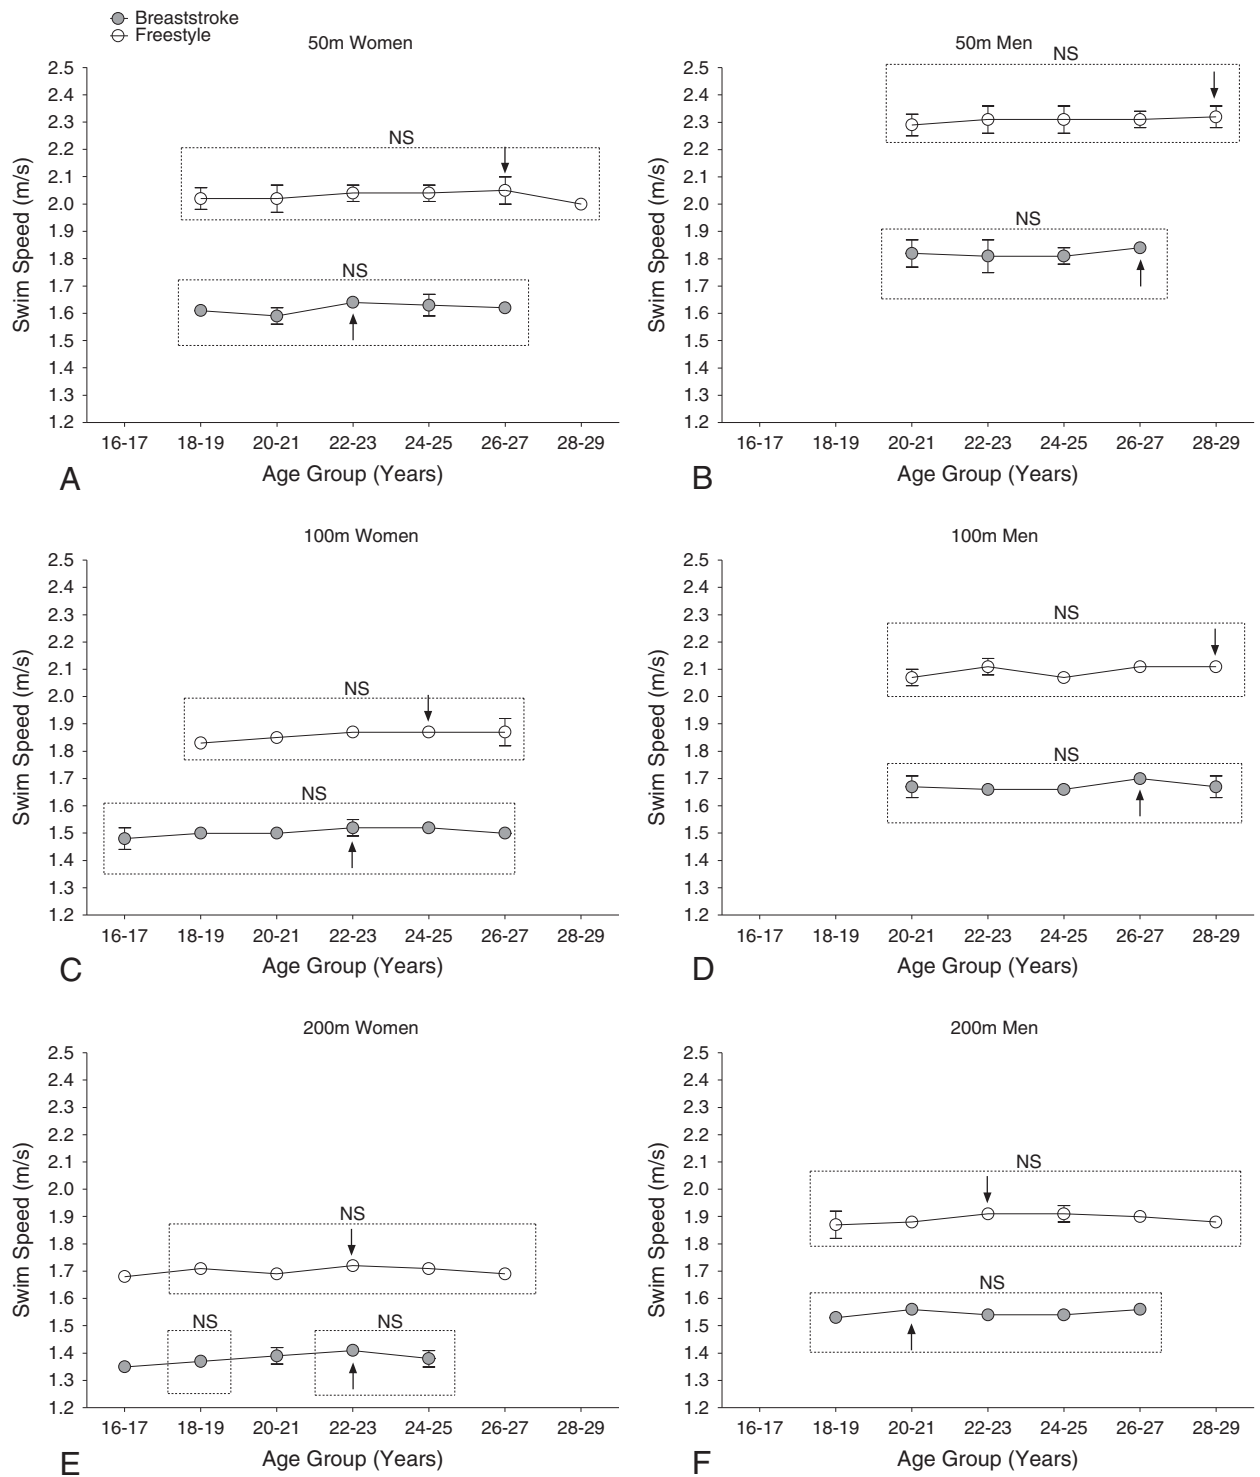 Breaststroke
Freestyle
50m Women
2.5
2.4
2.3
2.2
2.1
2.0
1.9
1.8
1.7
1.6
1.5
1.4
1.3
1.2
Swim Speed (m/s)
NS
NS
16-17 18-19 20-21 22-23 24-25 26-27 28-29
Age Group (Years)
A
50m Men
NS
2.5
2.4
2.3
2.2
2.1
2.0
1.9
1.8
1.7
1.6
1.5
1.4
1.3
1.2
Swim Speed (m/s)
NS
16-17 18-19 20-21 22-23 24-25 26-27 28-29
Age Group (Years)
B
100m Women
2.5
2.4
2.3
2.2
2.1
2.0
1.9
1.8
1.7
1.6
1.5
1.4
1.3
1.2
Swim Speed (m/s)
NS
NS
16-17 18-19 20-21 22-23 24-25 26-27 28-29
Age Group (Years)
C
100m Men
2.5
2.4
2.3
2.2
2.1
2.0
1.9
1.8
1.7
1.6
1.5
1.4
1.3
1.2
Swim Speed (m/s)
NS
NS
16-17 18-19 20-21 22-23 24-25 26-27 28-29
Age Group (Years)
D
200m Women
2.5
2.4
2.3
2.2
2.1
2.0
1.9
1.8
1.7
1.6
1.5
1.4
1.3
1.2
Swim Speed (m/s)
NS
NS NS
16-17 18-19 20-21 22-23 24-25 26-27 28-29
Age Group (Years)
E
200m Men
2.5
2.4
2.3
2.2
2.1
2.0
1.9
1.8
1.7
1.6
1.5
1.4
1.3
1.2
Swim Speed (m/s)
NS
NS
16-17 18-19 20-21 22-23 24-25 26-27 28-29
Age Group (Years)
F